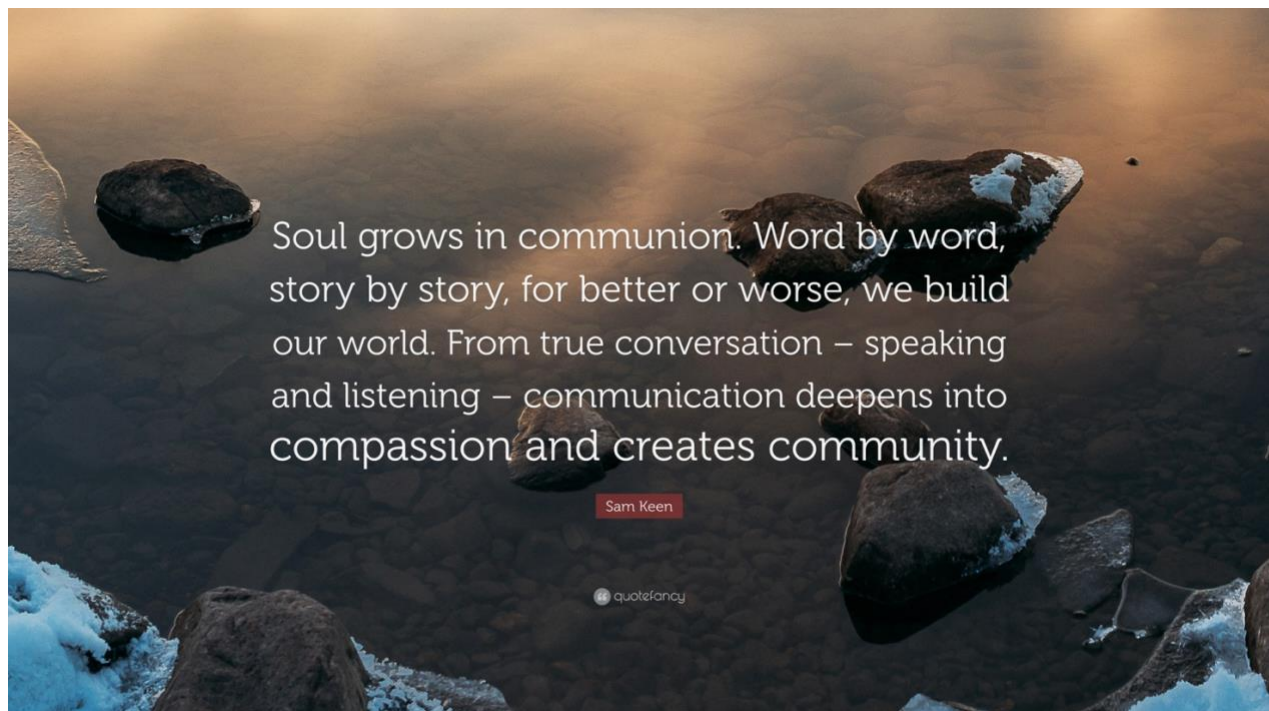 Soul grows in communion. Word by word,
story by story, for better or worse, we build
our world. From true conversation – speaking
and listening – communication deepens into
compassion and creates community.
Sam Keen
quotefancy